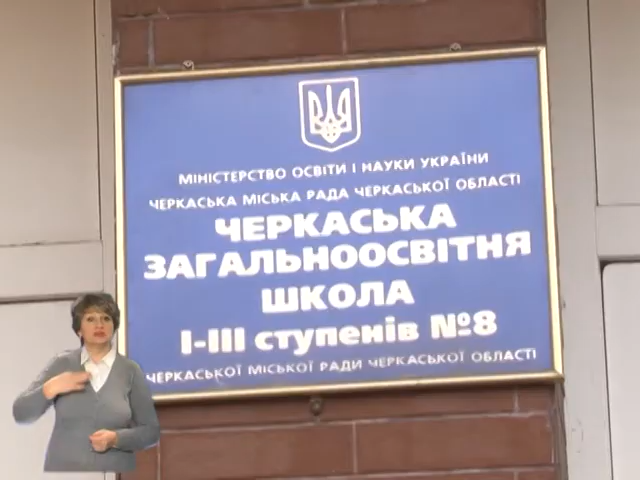 МІНІСТЕРСТВО ОСВІТИ І НАУКИ УКРАЇНИ
ЧЕРКАСЬКА МІСЬКА РАДА ЧЕРКАСЬКОЇ ОБЛАСТІ
ЧЕРКАСЬКА
ЗАГАЛЬНООСВІТНЯ
ШКОЛА
І-ІІІ ступенів №8
ЧЕРКАСЬКОЇ МІСЬКОЇ РАДИ ЧЕРКАСЬКОЇ ОБЛАСТІ